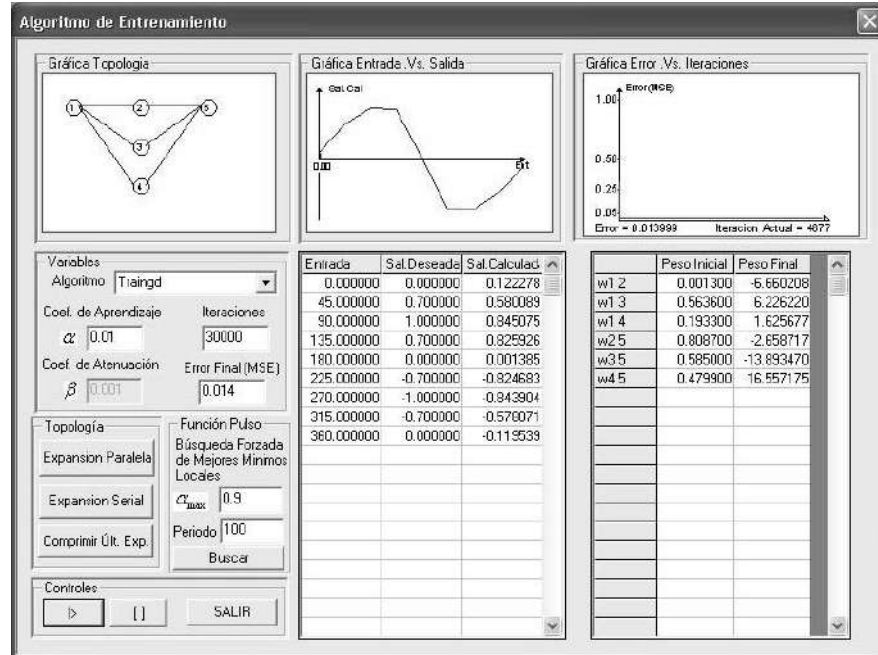 Algoritmo de Entrenamiento
Gráfica Topologia
1 2 5
3
4
Gráfica Entrada .Vs. Salida
Sal.Cal
0.00 Ent
Gráfica Error .Vs. Iteraciones
Error(MSE)
1.00
0.50
0.25
0.05
Error = 0.013999 Iteracion Actual = 4877
Variables
Algoritmo Traingd
Coef. de Aprendizaje Iteraciones
α 0.01 30000
Coef. de Atenuación Error Final (MSE)
β 0.001 0.014
Topología
Expansion Paralela
Expansion Serial
Comprimir Últ. Exp.
Función Pulso
Búsqueda Forzada
de Mejores Minimos
Locales
αmax 0.9
Periodo 100
Buscar
Controles
[ ] SALIR
Entrada Sal.Deseada Sal.Calculad
0.000000 0.000000 0.122278
45.000000 0.700000 0.580089
90.000000 1.000000 0.845075
135.000000 0.700000 0.825926
180.000000 0.000000 0.001385
225.000000 -0.700000 -0.824683
270.000000 -1.000000 -0.843904
315.000000 -0.700000 -0.578071
360.000000 0.000000 -0.119539
Peso Inicial Peso Final
w1 2 0.001300 -6.660208
w1 3 0.563600 6.226220
w1 4 0.193300 1.625677
w2 5 0.808700 -2.658717
w3 5 0.585000 -13.893470
w4 5 0.479900 16.557175